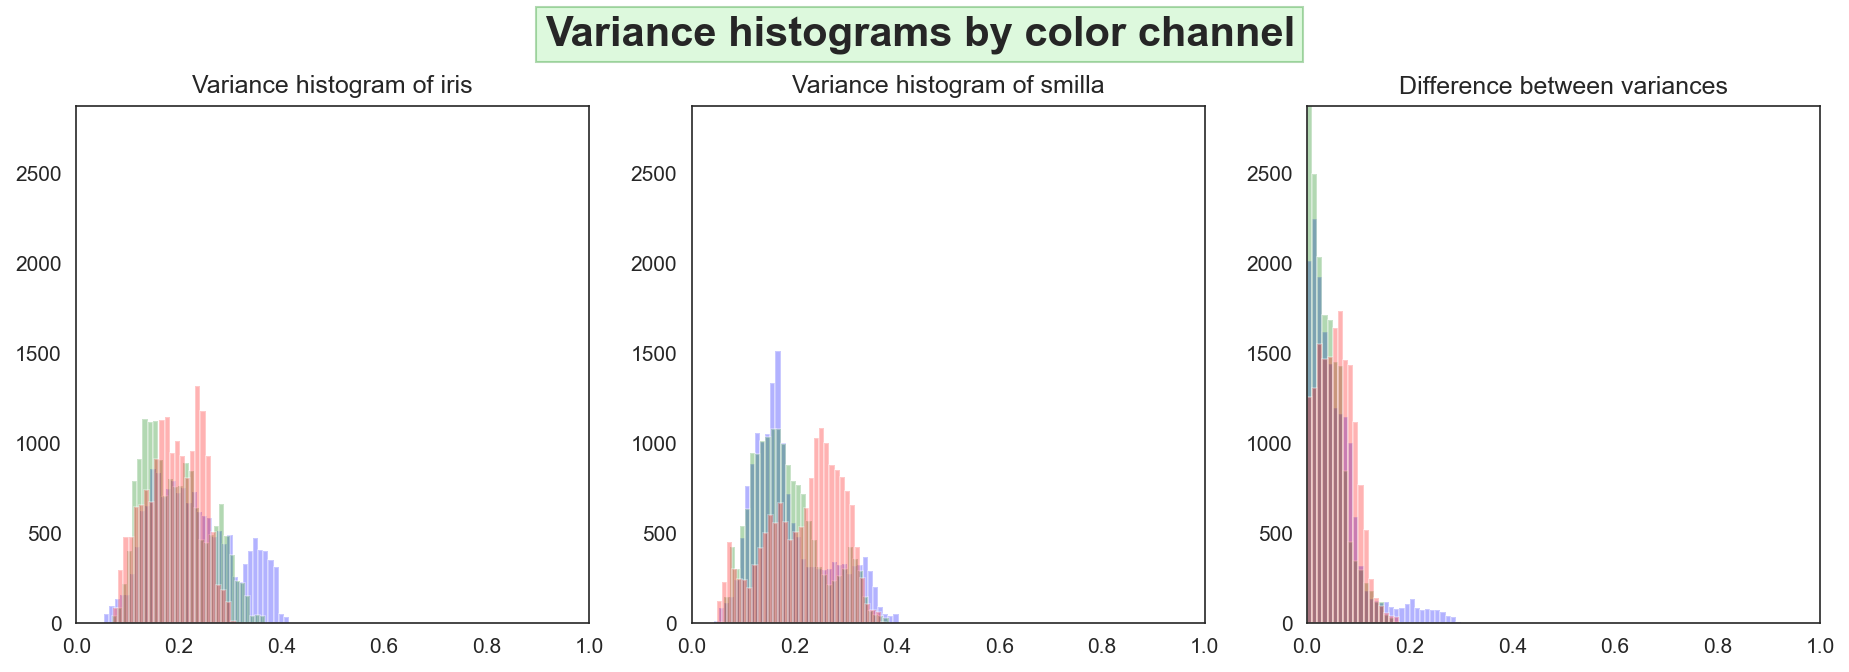 Variance histograms by color channel
Variance histogram of iris
Variance histogram of smilla
Difference between variances
2500
2000
1500
1000
500
0
0.0 0.2 0.4 0.6 0.8 1.0
2500
2000
1500
1000
500
0
0.0 0.2 0.4 0.6 0.8 1.0
2500
2000
1500
1000
500
0
0.0 0.2 0.4 0.6 0.8 1.0